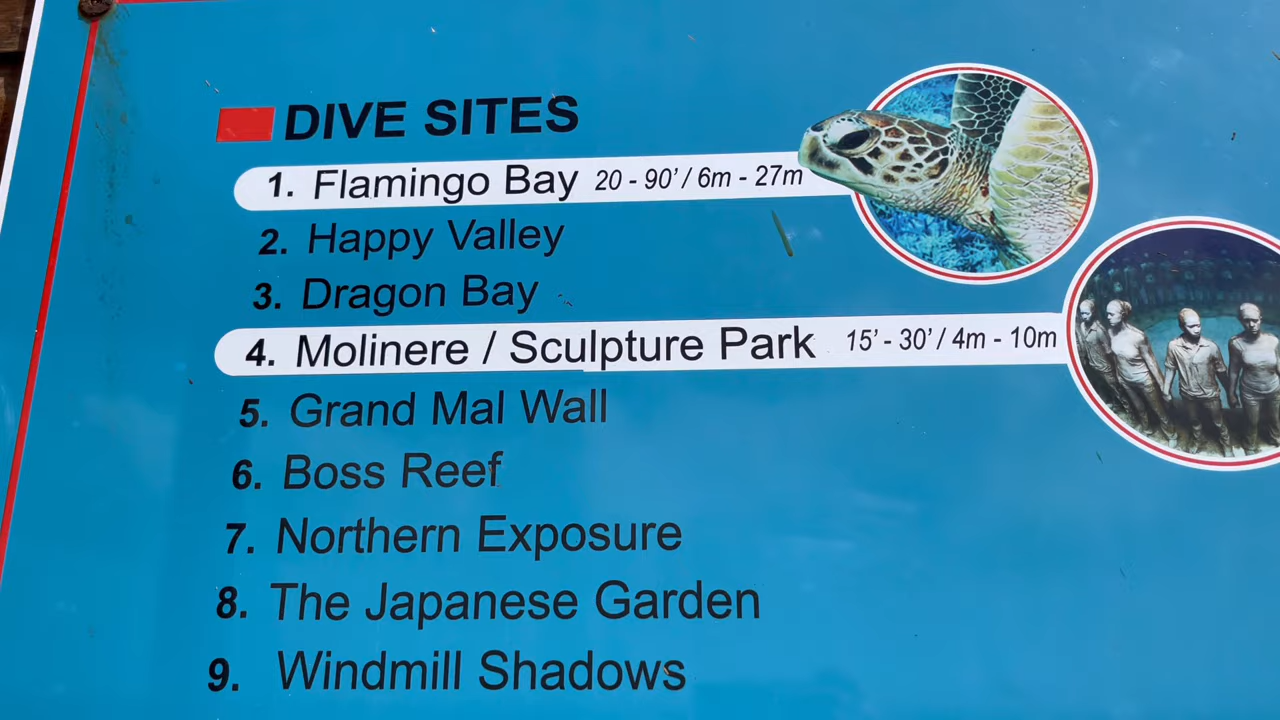 DIVE SITES
1. Flamingo Bay 20 - 90' / 6m - 27m
2. Happy Valley
3. Dragon Bay
4. Molinere / Sculpture Park 15' - 30' / 4m - 10m
5. Grand Mal Wall
6. Boss Reef
7. Northern Exposure
8. The Japanese Garden
9. Windmill Shadows